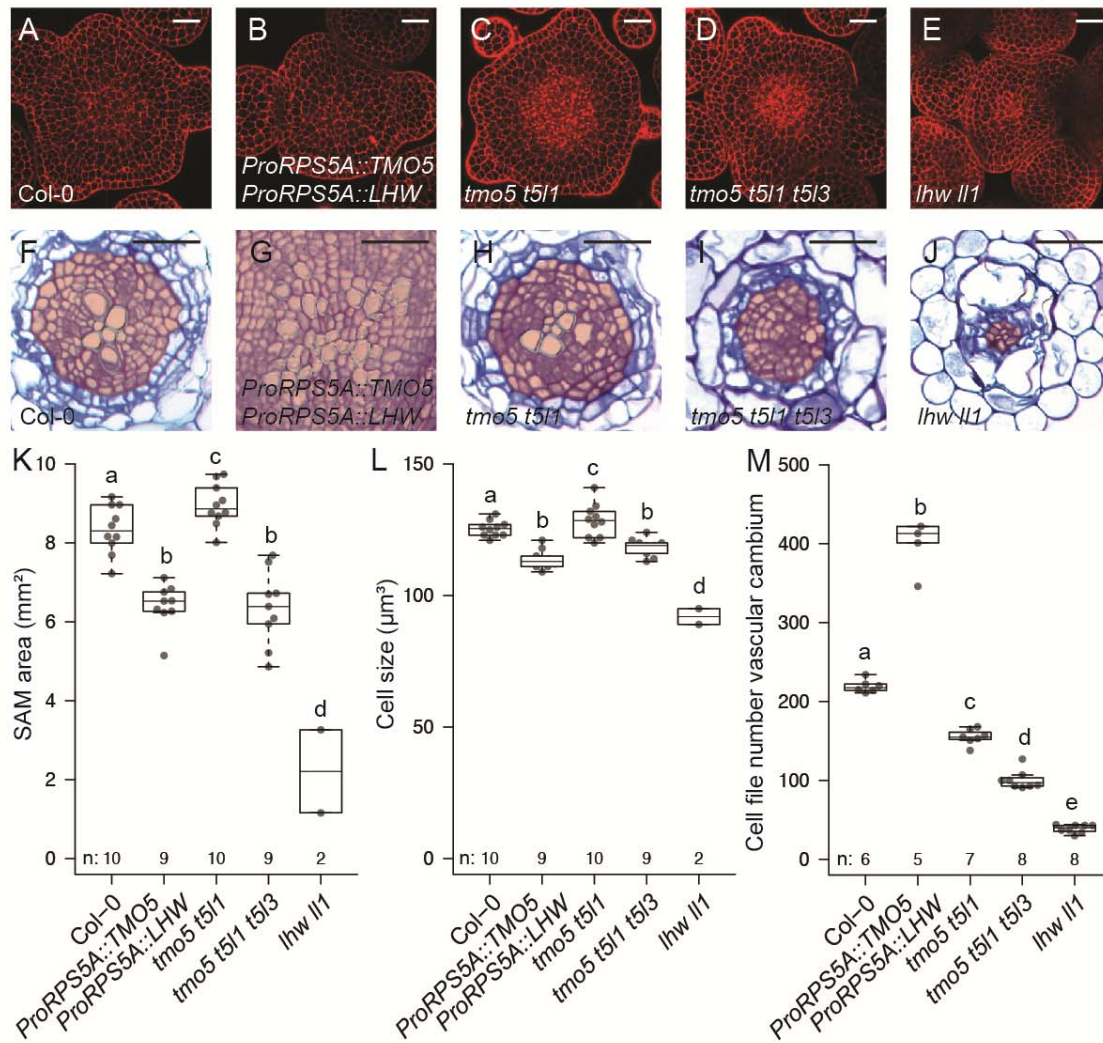 A
B
C
D
E
Col-0
ProRPS5A::TMO5
ProRPS5A::LHW
tmo5 t5l1
tmo5 t5l1 t5l3
lhw ll1
F
G
H
I
J
Col-0
ProRPS5A::TMO5
ProRPS5A::LHW
tmo5 t5l1
tmo5 t5l1 t5l3
lhw ll1
K
SAM area (mm²)
10
8
6
4
2
0
a
b
c
b
d
n: 10 9 10 9 2
Col-0
ProRPS5A::TMO5
ProRPS5A::LHW
tmo5 t5l1
tmo5 t5l1 t5l3
lhw ll1
L
Cell size (µm³)
150
100
50
0
a
b
c
b
d
n: 10 9 10 9 2
Col-0
ProRPS5A::TMO5
ProRPS5A::LHW
tmo5 t5l1
tmo5 t5l1 t5l3
lhw ll1
M
Cell file number vascular cambium
500
400
300
200
100
0
a
b
c
d
e
n: 6 5 7 8 8
Col-0
ProRPS5A::TMO5
ProRPS5A::LHW
tmo5 t5l1
tmo5 t5l1 t5l3
lhw ll1